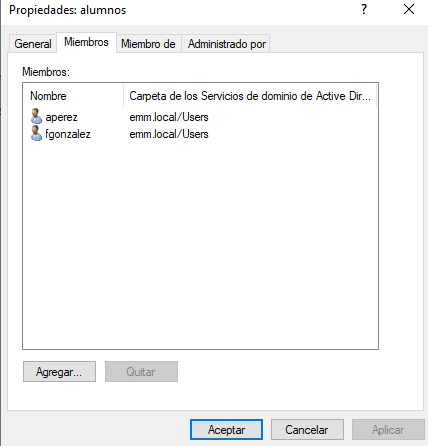 Propiedades: alumnos ? ×
General Miembros Miembro de Administrado por
Miembros:
Nombre Carpeta de los Servicios de dominio de Active Dir...
aperez emm.local/Users
fgonzalez emm.local/Users
Agregar... Quitar
Aceptar Cancelar Aplicar